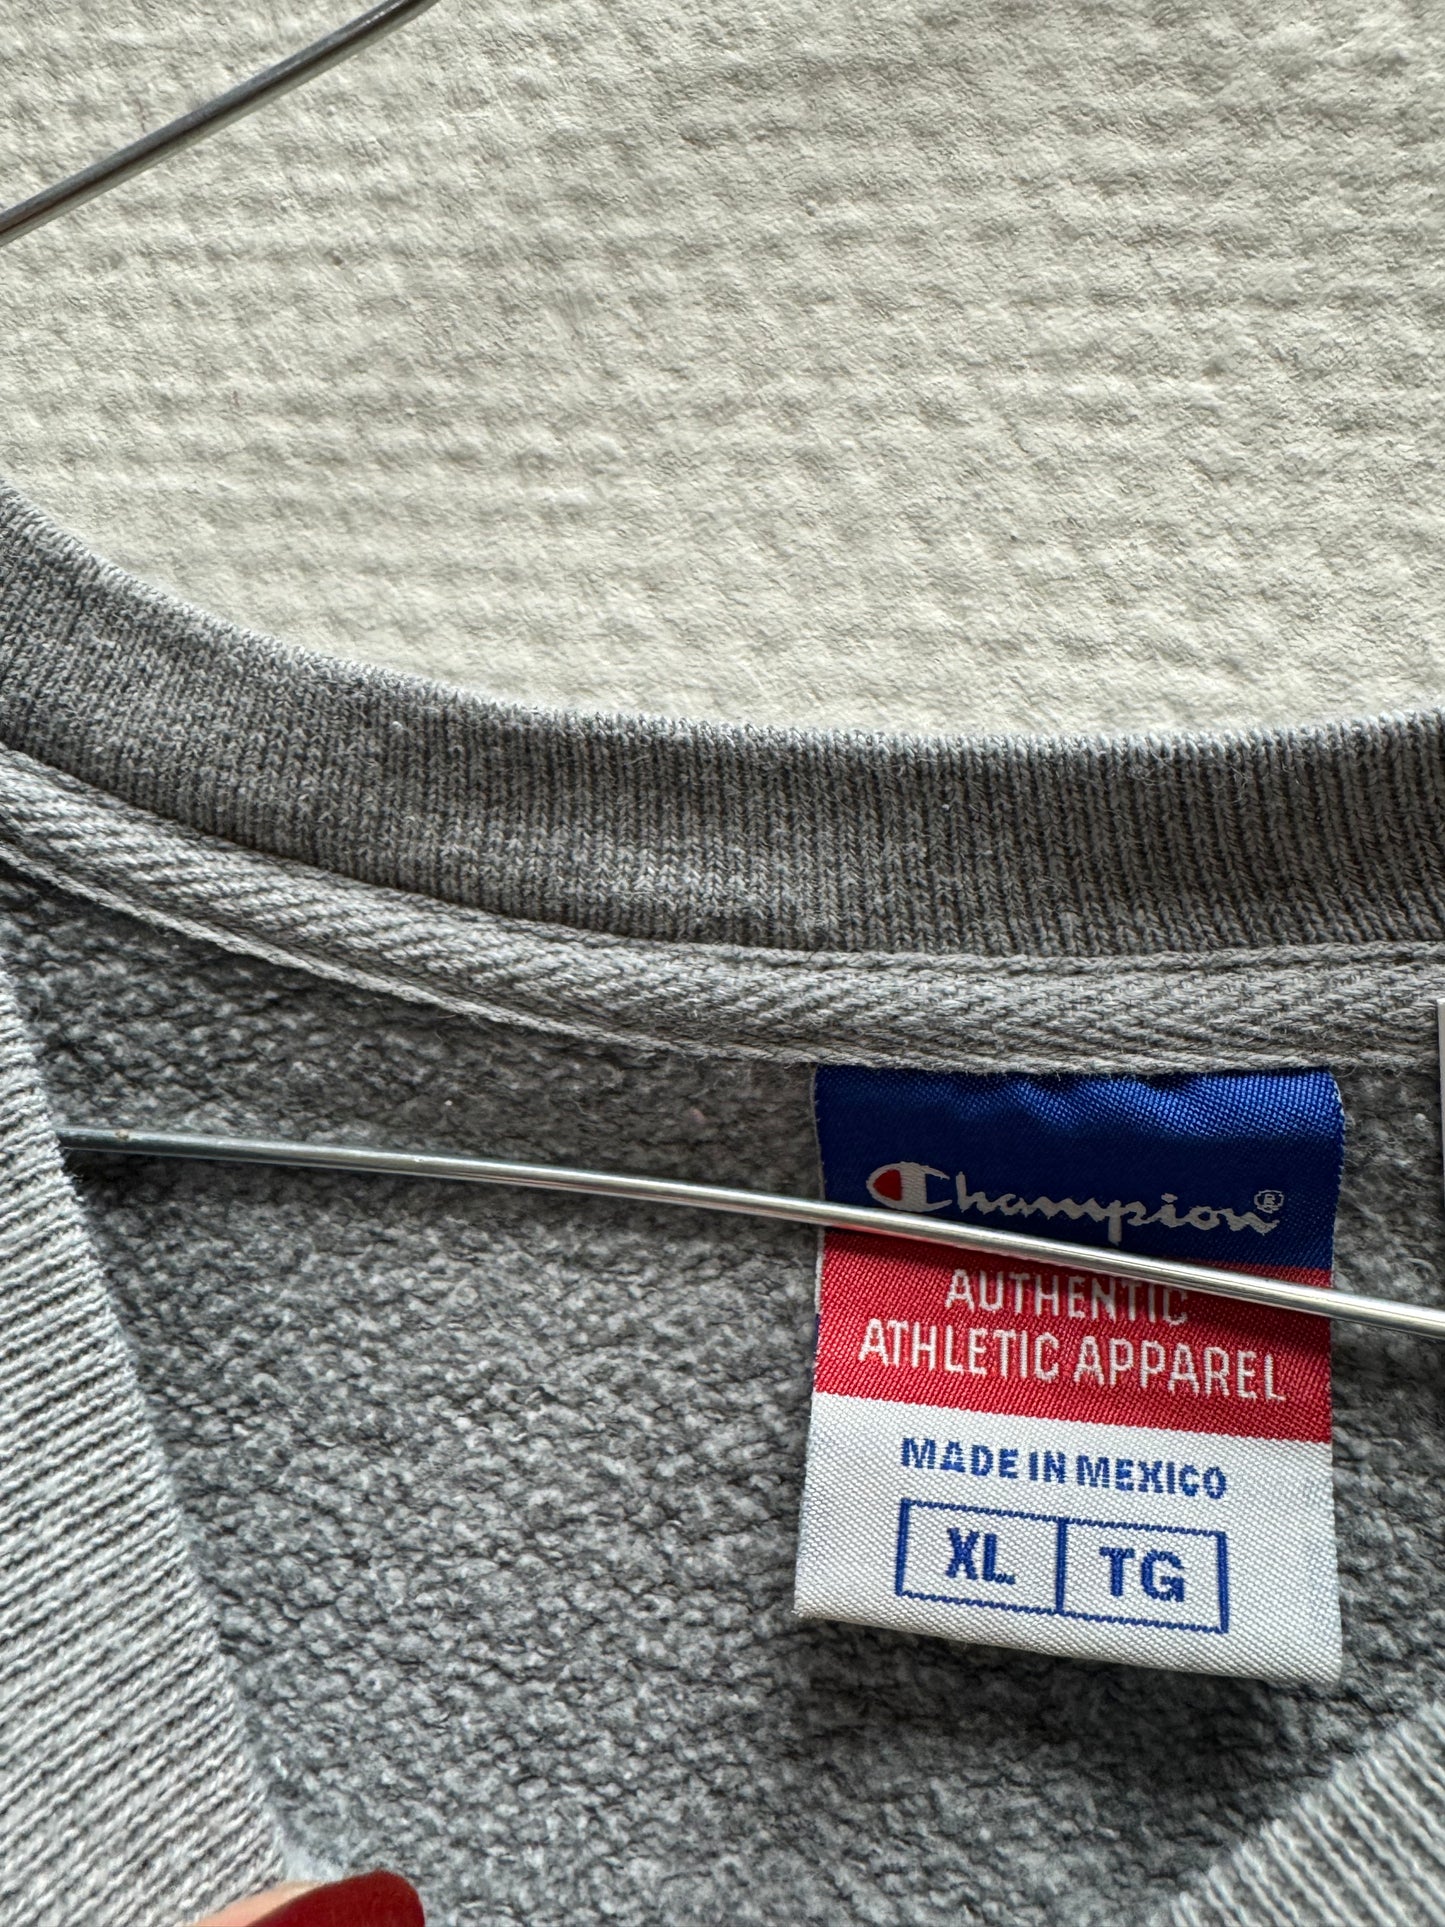 Champion®
AUTHENTIC
ATHLETIC APPAREL
MADE IN MEXICO
XL TG